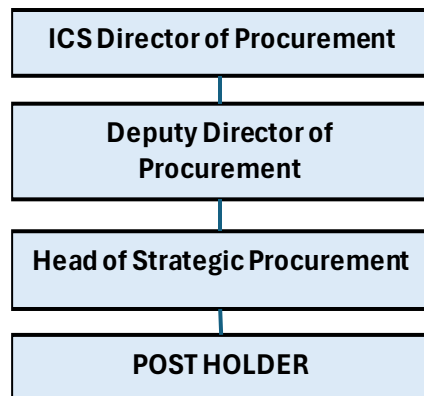 ICS Director of Procurement
Deputy Director of
Procurement
Head of Strategic Procurement
POST HOLDER